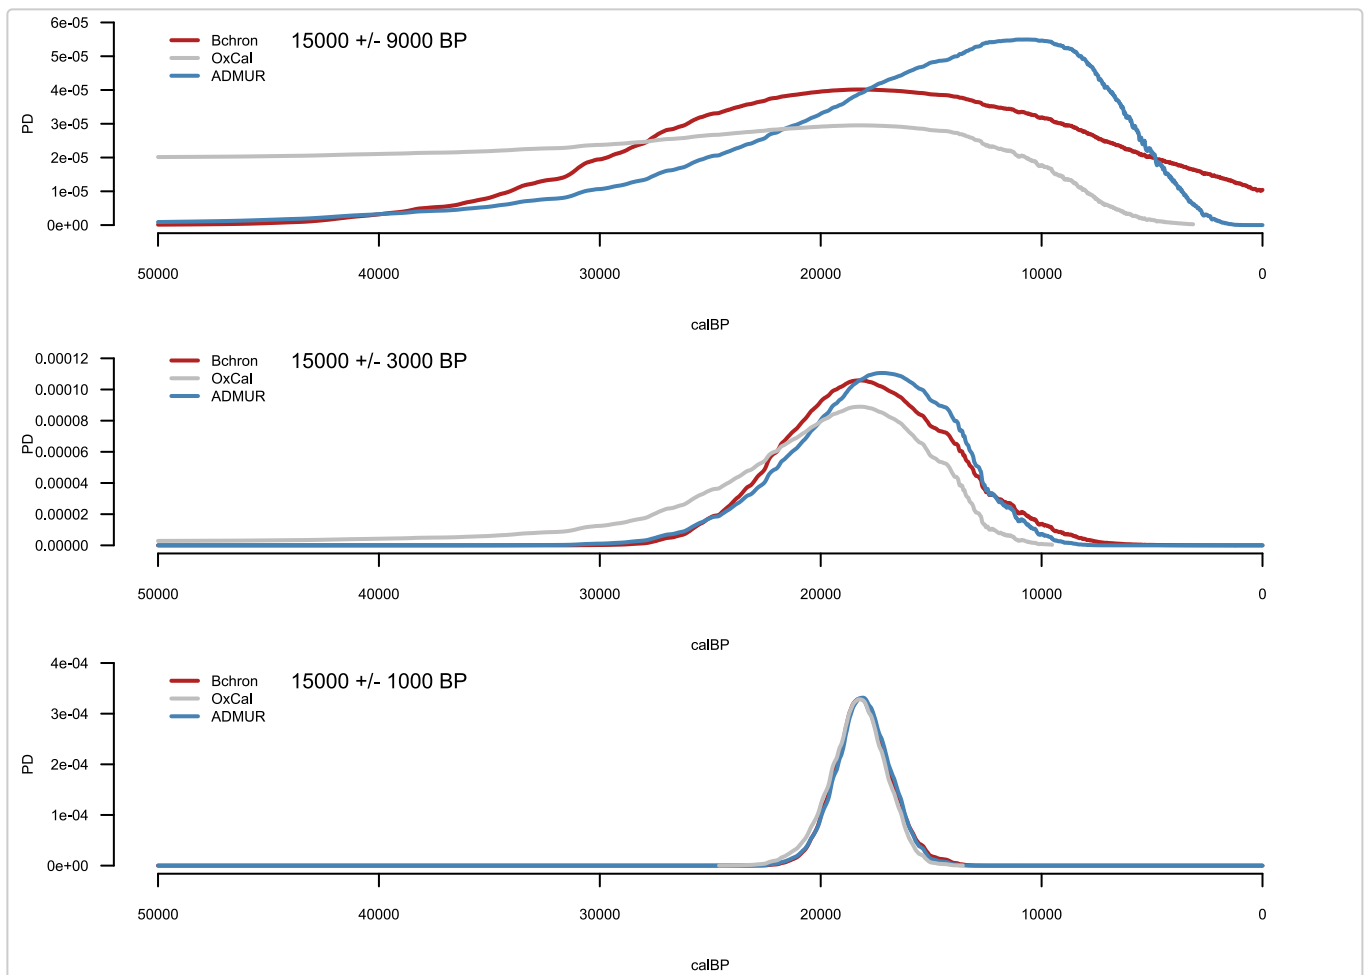 6e-05
5e-05
4e-05
3e-05
2e-05
1e-05
0e+00
PD
Bchron
OxCal
ADMUR
15000 +/- 9000 BP
50000 40000 30000 20000 10000 0
calBP
0.00012
0.00010
0.00008
0.00006
0.00004
0.00002
0.00000
PD
Bchron
OxCal
ADMUR
15000 +/- 3000 BP
50000 40000 30000 20000 10000 0
calBP
4e-04
3e-04
2e-04
1e-04
0e+00
PD
Bchron
OxCal
ADMUR
15000 +/- 1000 BP
50000 40000 30000 20000 10000 0
calBP